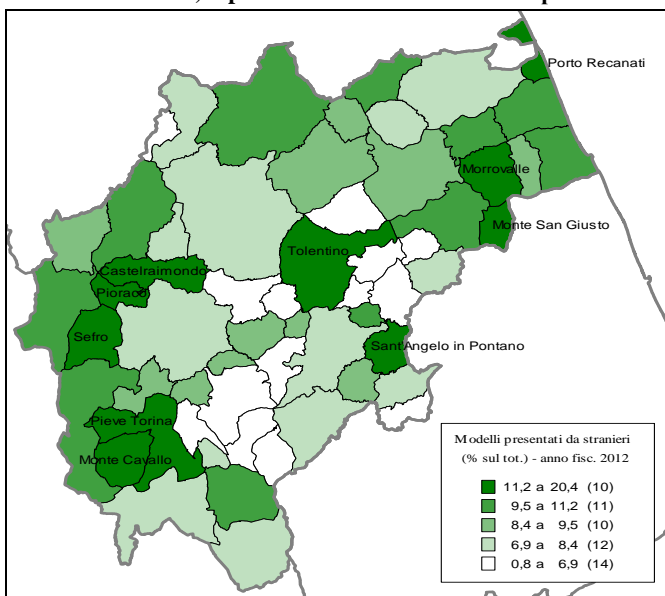 Porto Recanati
Morrovalle
Monte San Giusto
Tolentino
Castelraimondo
Pioraco
Sefro
Sant'Angelo in Pontano
Pieve Torina
Monte Cavallo
Modelli presentati da stranieri
(% sul tot.) - anno fisc. 2012
11,2 a 20,4 (10)
9,5 a 11,2 (11)
8,4 a 9,5 (10)
6,9 a 8,4 (12)
0,8 a 6,9 (14)